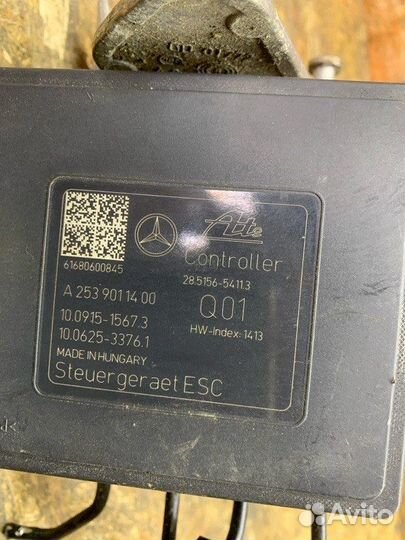 Ate
Controller
61680600845
28.5156-5411.3
A 253 901 14 00
Q01
10.0915-1567.3
HW-Index: 1413
10.0625-3376.1
MADE IN HUNGARY
Steuergeraet ESC
Avito